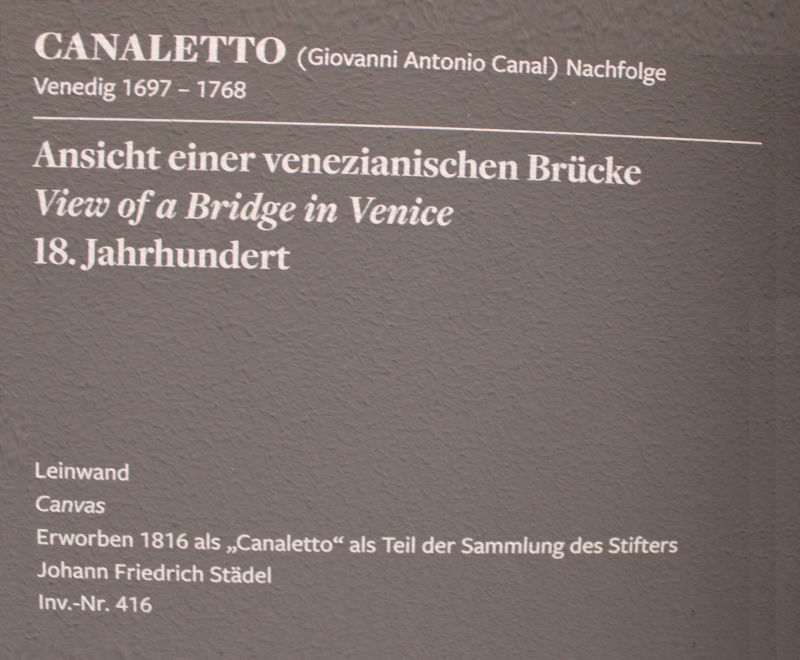 CANALETTO (Giovanni Antonio Canal) Nachfolge
Venedig 1697 – 1768
Ansicht einer venezianischen Brücke
View of a Bridge in Venice
18. Jahrhundert
Leinwand
Canvas
Erworben 1816 als „Canaletto“ als Teil der Sammlung des Stifters
Johann Friedrich Städel
Inv.-Nr. 416